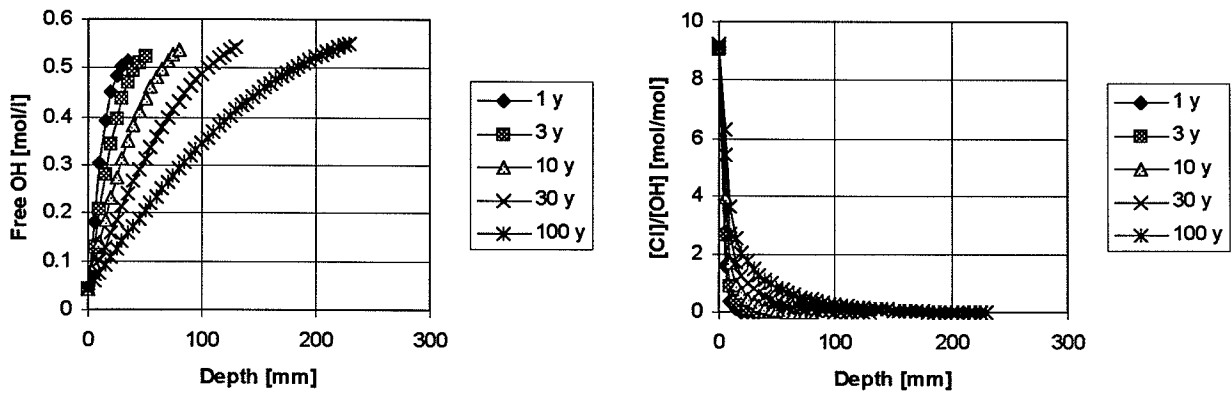 Free OH [mol/l]
0.6
0.5
0.4
0.3
0.2
0.1
0
0
100
200
300
Depth [mm]
1 y
3 y
10 y
30 y
100 y
[Cl]/[OH] [mol/mol]
10
8
6
4
2
0
0
100
200
300
Depth [mm]
1 y
3 y
10 y
30 y
100 y